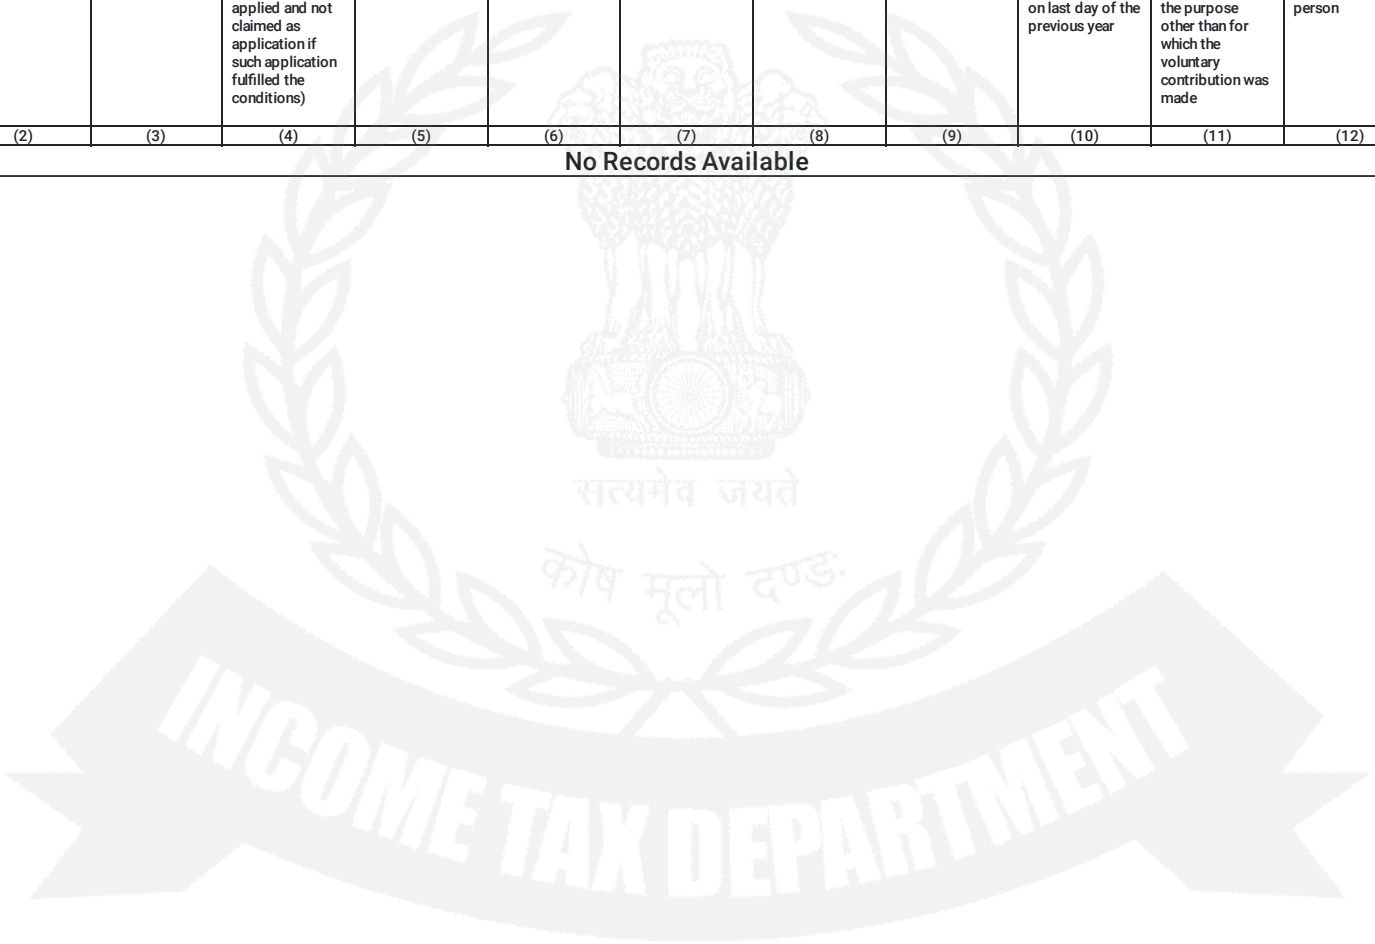 applied and not
claimed as
application if
such application
fulfilled the
conditions)
on last day of the
previous year
the purpose
other than for
which the
voluntary
contribution was
made
person
(2) (3) (4) (5) (6) (7) (8) (9) (10) (11) (12)
No Records Available
सत्यमेव जयते
कोष मूलो दण्डः
INCOME TAX DEPARTMENT